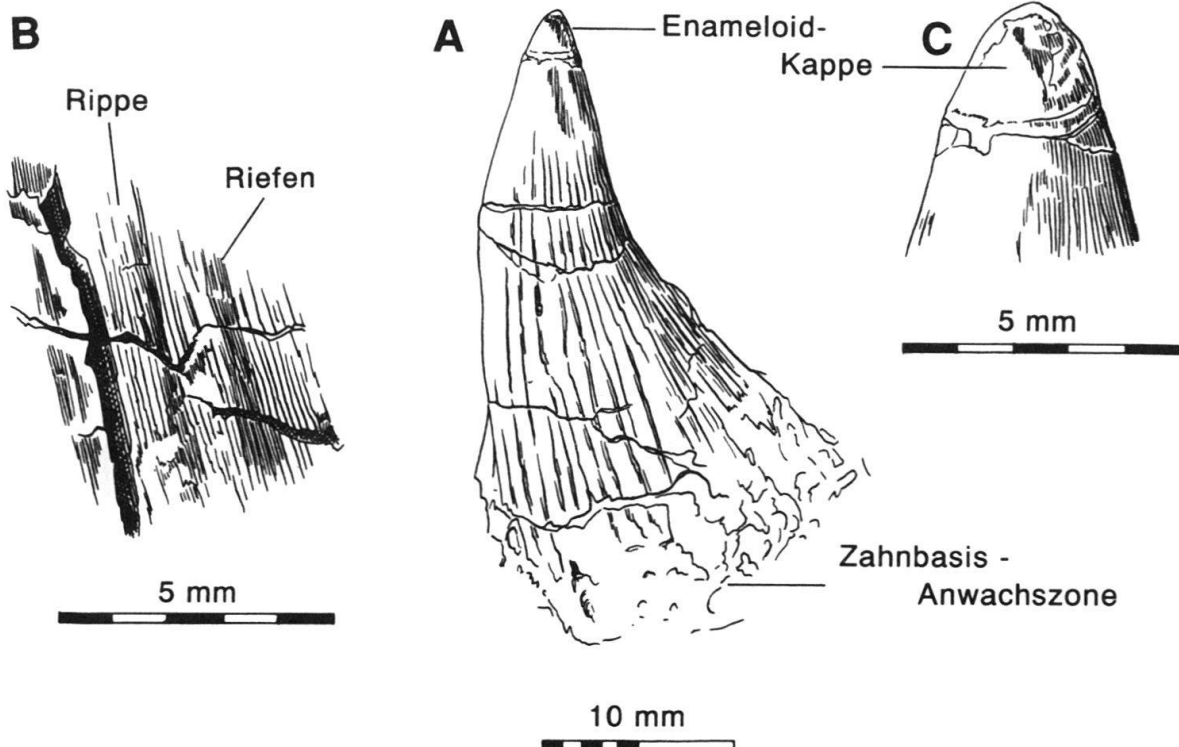 B
Rippe
Riefen
5 mm
A
Enameloid-
Kappe
C
5 mm
Zahnbasis -
Anwachszone
10 mm